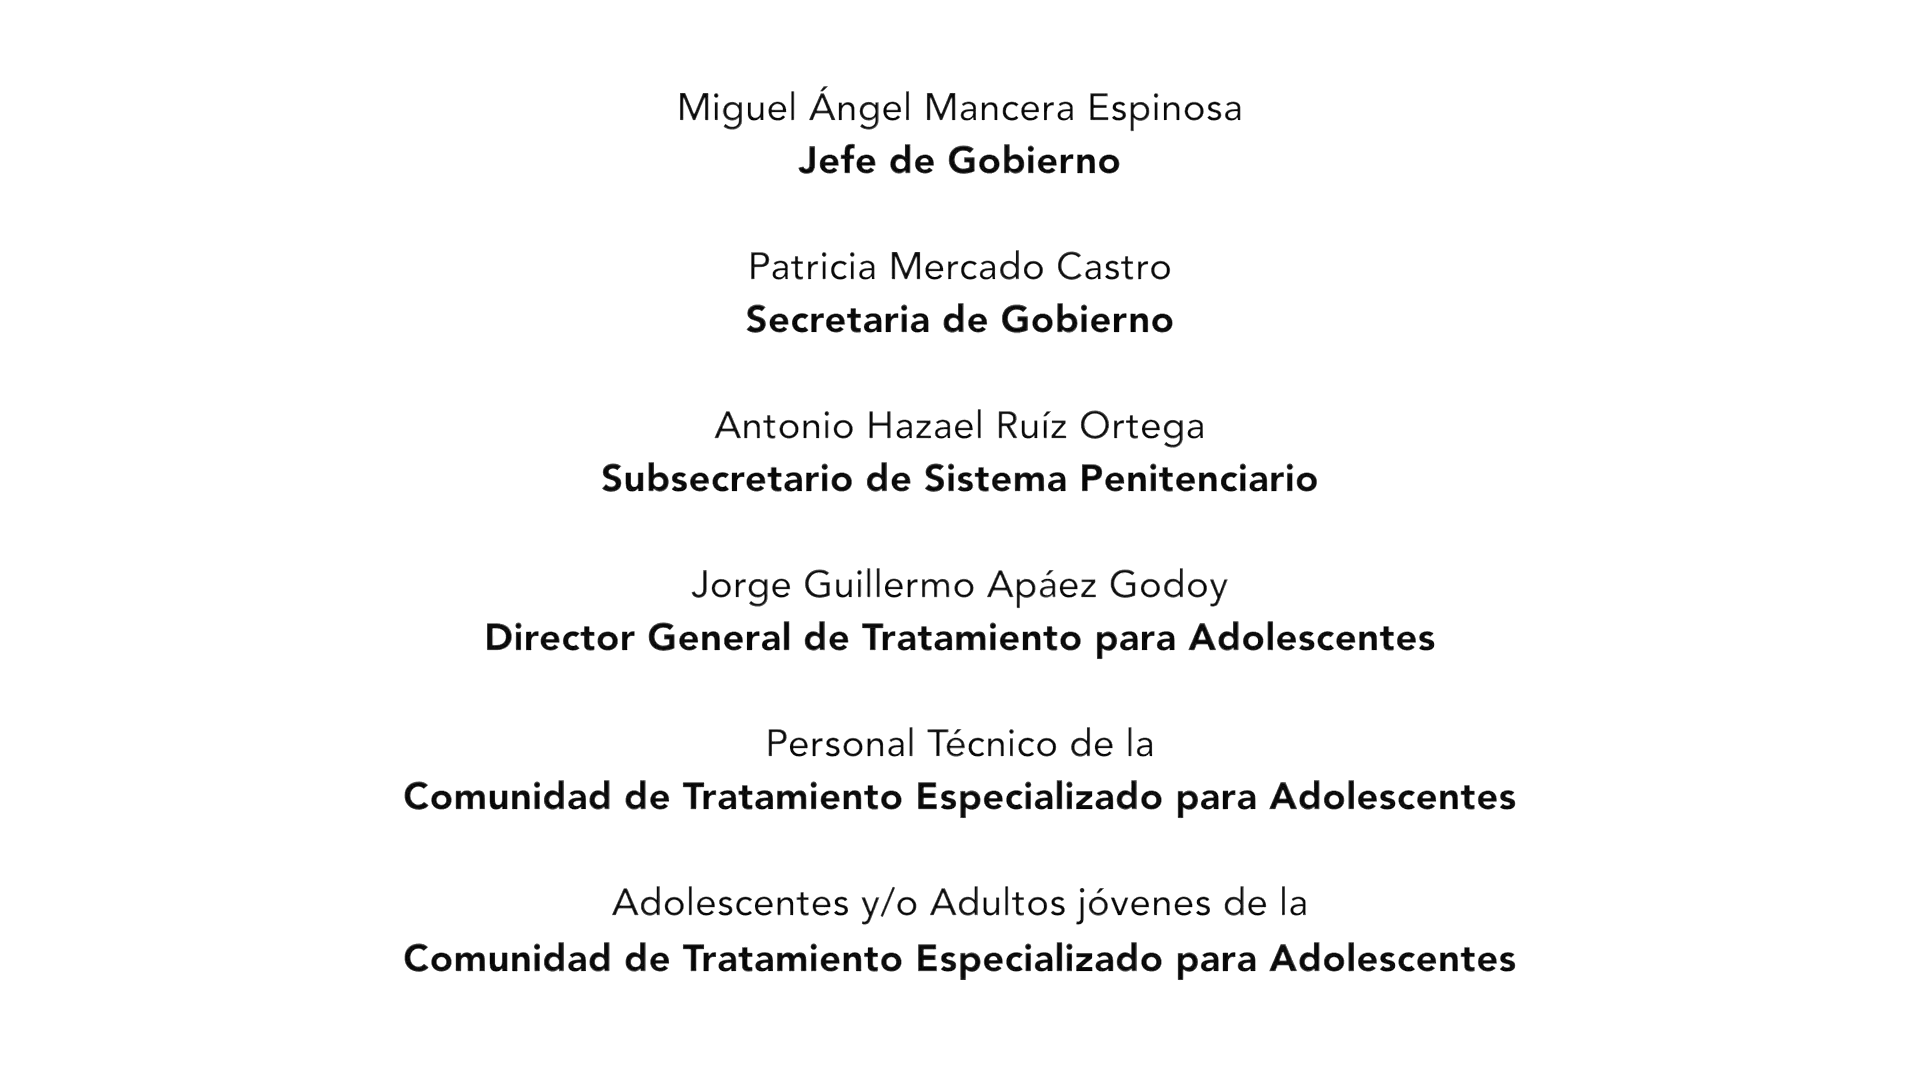 Miguel Ángel Mancera Espinosa
Jefe de Gobierno
Patricia Mercado Castro
Secretaria de Gobierno
Antonio Hazael Ruíz Ortega
Subsecretario de Sistema Penitenciario
Jorge Guillermo Apáez Godoy
Director General de Tratamiento para Adolescentes
Personal Técnico de la
Comunidad de Tratamiento Especializado para Adolescentes
Adolescentes y/o Adultos jóvenes de la
Comunidad de Tratamiento Especializado para Adolescentes